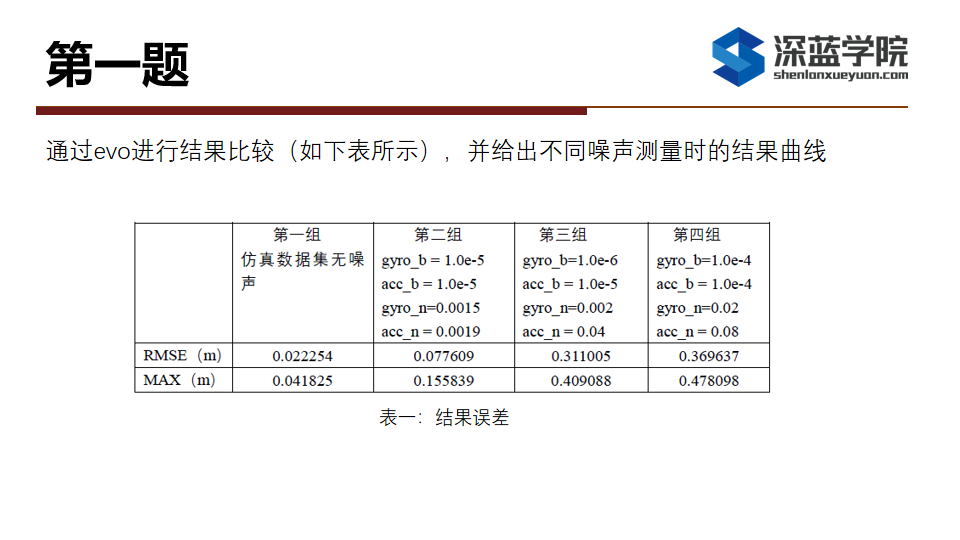 第一题
深蓝学院
shenlanxueyuan.com
通过evo进行结果比较（如下表所示），并给出不同噪声测量时的结果曲线
第一组
仿真数据集无噪
声
第二组
gyro_b = 1.0e-5
acc_b = 1.0e-5
gyro_n=0.0015
acc_n = 0.0019
第三组
gyro_b=1.0e-6
acc_b = 1.0e-5
gyro_n=0.002
acc_n = 0.04
第四组
gyro_b=1.0e-4
acc_b = 1.0e-4
gyro_n=0.02
acc_n = 0.08
RMSE（m） 0.022254 0.077609 0.311005 0.369637
MAX（m） 0.041825 0.155839 0.409088 0.478098
表一：结果误差